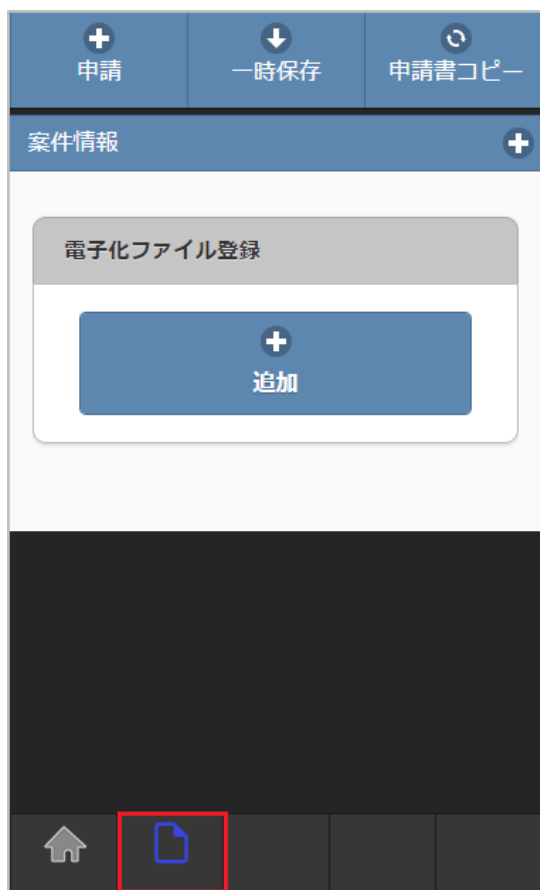 申請
一時保存
申請書コピー
案件情報
電子化ファイル登録
追加